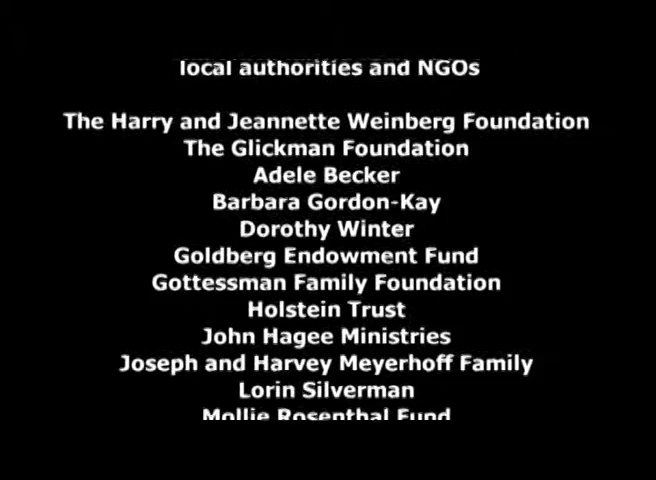 local authorities and NGOs
The Harry and Jeannette Weinberg Foundation
The Glickman Foundation
Adele Becker
Barbara Gordon-Kay
Dorothy Winter
Goldberg Endowment Fund
Gottessman Family Foundation
Holstein Trust
John Hagee Ministries
Joseph and Harvey Meyerhoff Family
Lorin Silverman
Mollie Rosenthal Fund